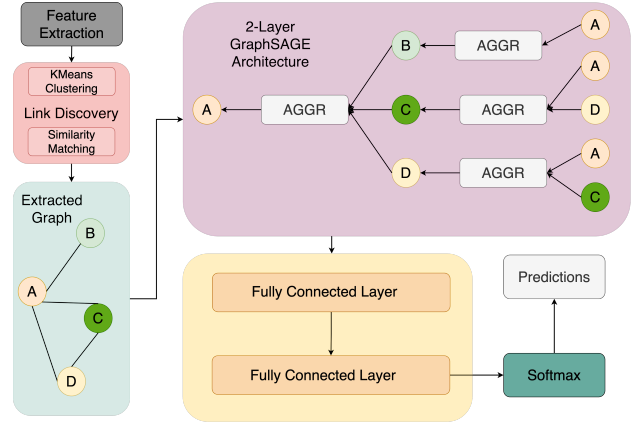 Feature
Extraction
KMeans
Clustering
Link Discovery
Similarity
Matching
Extracted
Graph
B
A
C
D
2-Layer
GraphSAGE
Architecture
A
AGGR
B
C
D
AGGR
AGGR
AGGR
A
A
D
A
C
Fully Connected Layer
Fully Connected Layer
Predictions
Softmax